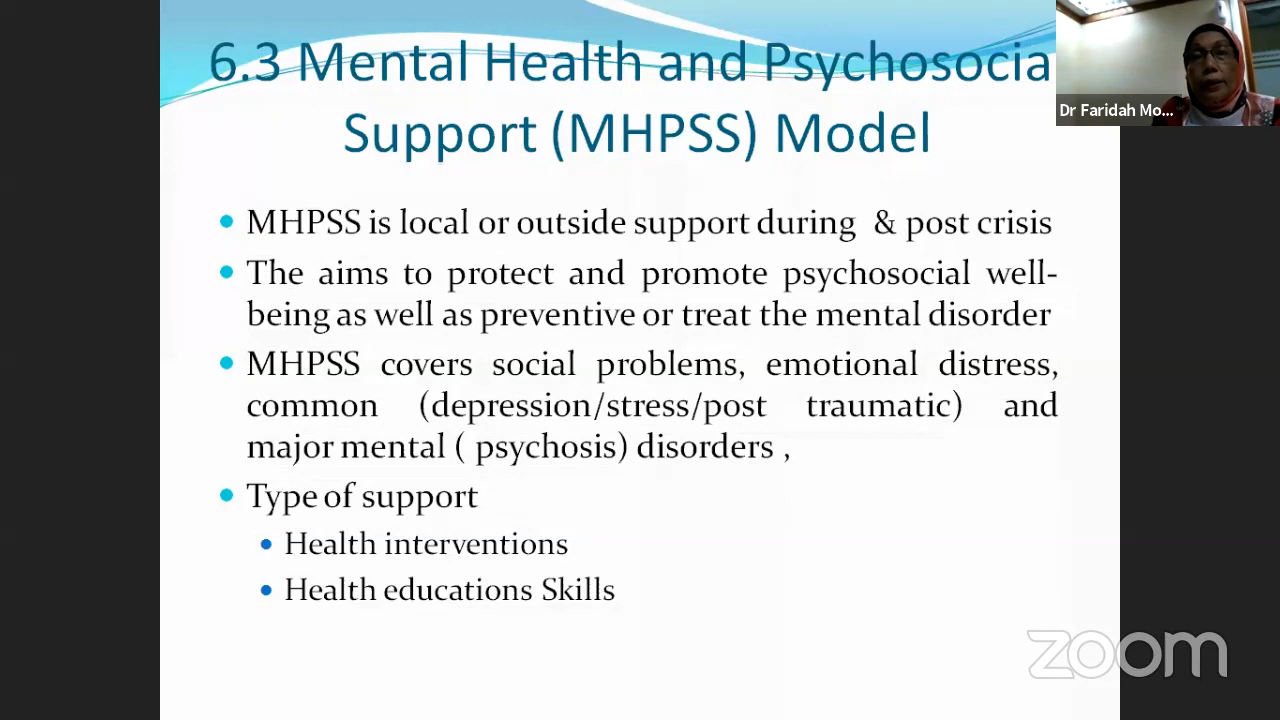 6.3 Mental Health and Psychosocia
Support (MHPSS) Model
Dr Faridah Mo...
• MHPSS is local or outside support during & post crisis
• The aims to protect and promote psychosocial well-
being as well as preventive or treat the mental disorder
• MHPSS covers social problems, emotional distress,
common (depression/stress/post traumatic) and
major mental ( psychosis) disorders ,
• Type of support
• Health interventions
• Health educations Skills
zoom